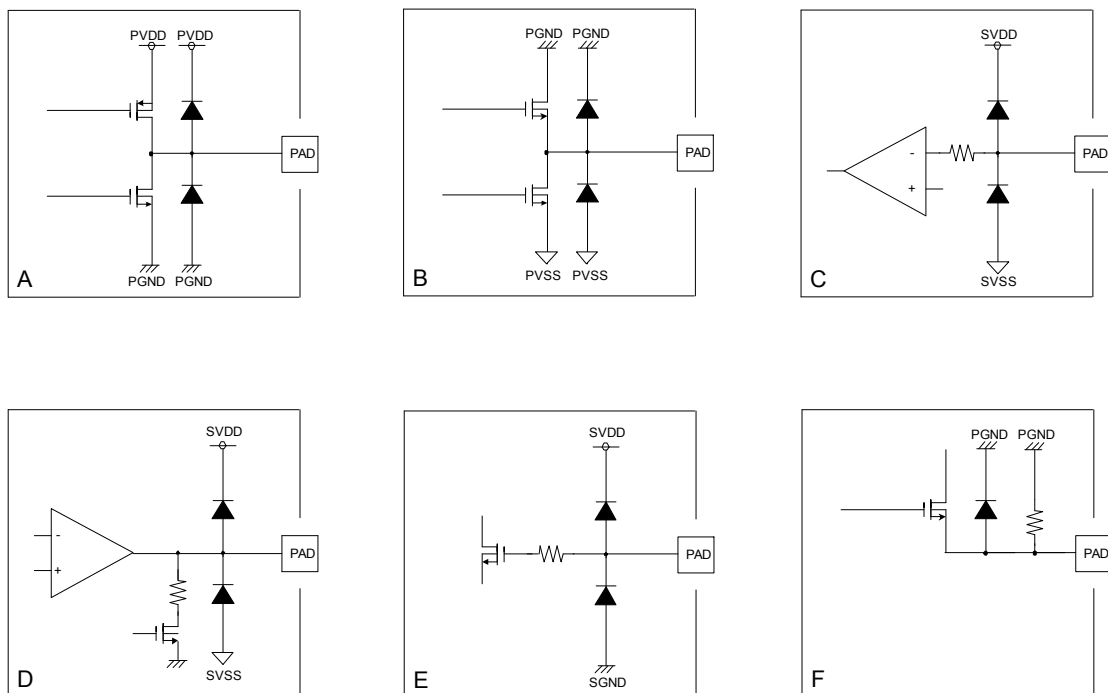 PVDD PVDD
PAD
PGND PGND
A
PGND PGND
PAD
PVSS PVSS
B
SVDD
-
PAD
+
SVSS
C
SVDD
-
PAD
+
SVSS
D
SVDD
PAD
SGND
E
PGND PGND
PAD
F